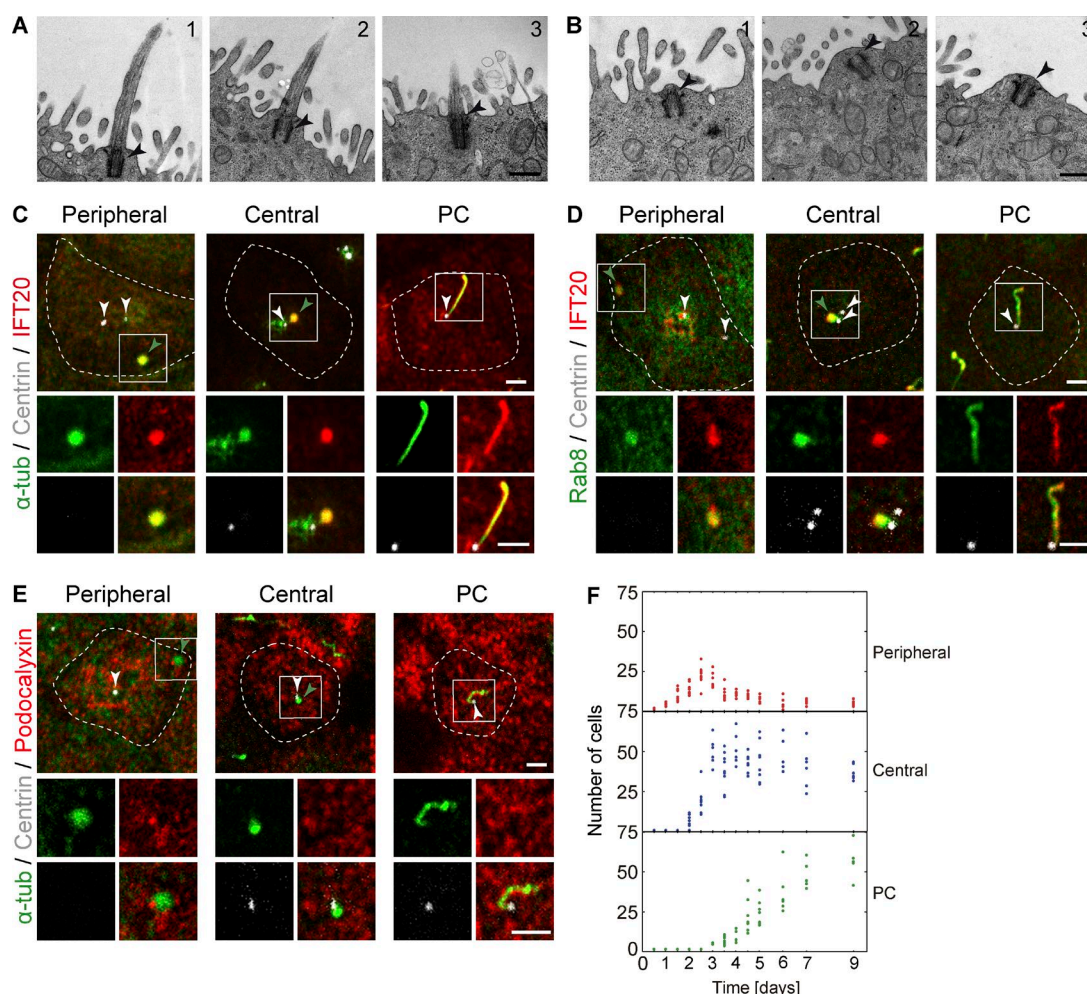 A
1
2
3
B
1
2
3
C
Peripheral
Central
PC
α-tub / Centrin / IFT20
D
Peripheral
Central
PC
Rab8 / Centrin / IFT20
E
Peripheral
Central
PC
α-tub / Centrin / Podocalyxin
F
75
50
25
Peripheral
75
50
25
Central
75
50
25
0
PC
Number of cells
0 1 2 3 4 5 6 7 9
Time [days]